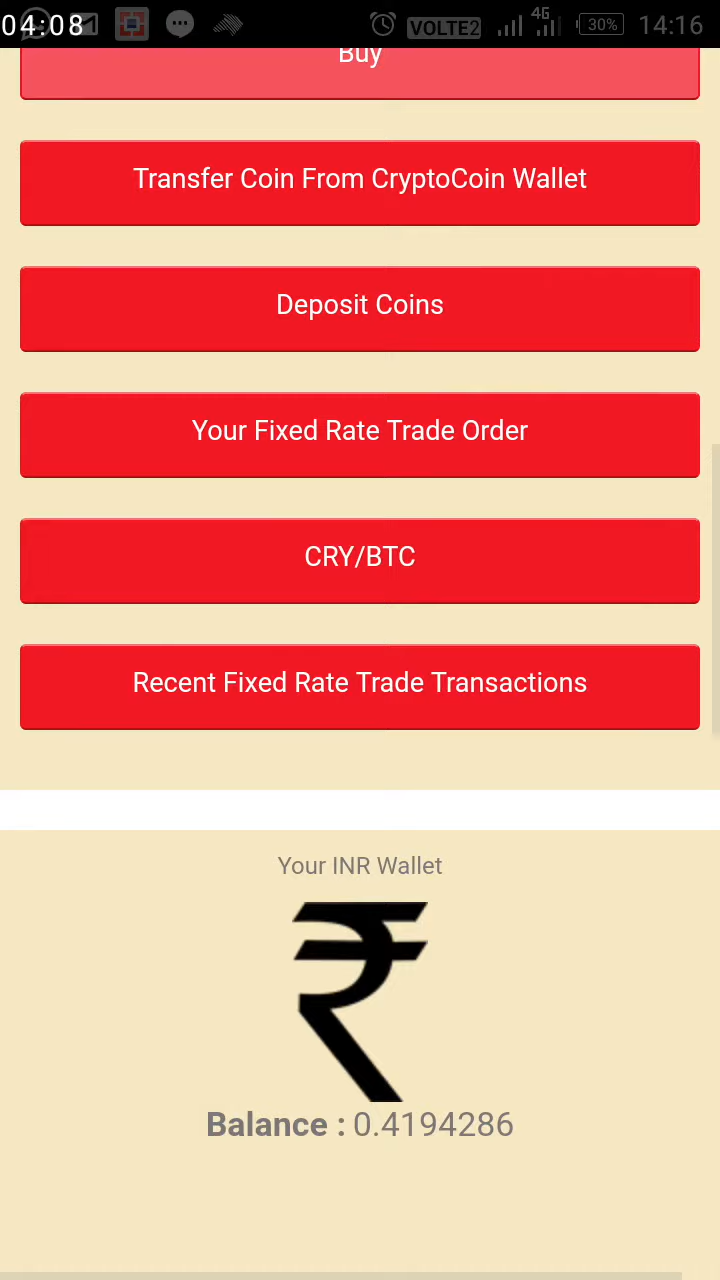 04:08 VOLTE2 4G 30% 14:16
Buy
Transfer Coin From CryptoCoin Wallet
Deposit Coins
Your Fixed Rate Trade Order
CRY/BTC
Recent Fixed Rate Trade Transactions
Your INR Wallet
₹
Balance : 0.4194286